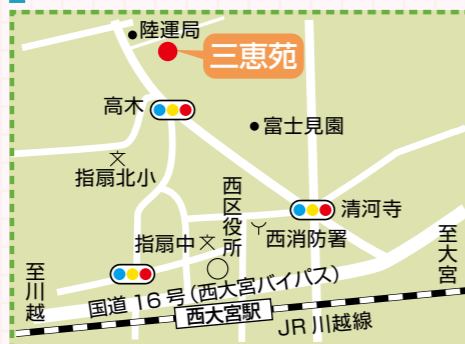 陸運局
三恵苑
高木
富士見園
指扇北小
西区役所
清河寺
指扇中
西消防署
至大宮
至川越
国道16号(西大宮バイパス)
西大宮駅
JR川越線